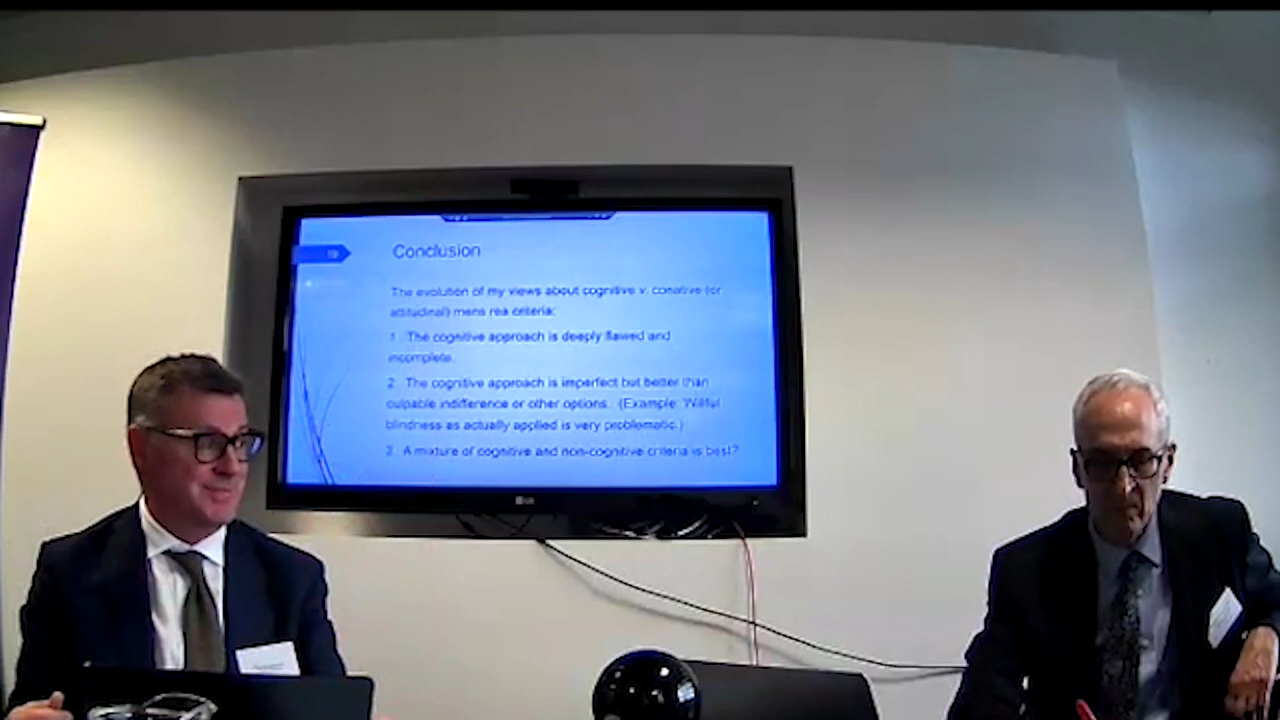 Conclusion
The evolution of my views about cognitive v. conative (or
attitudinal) mens rea criteria:
1 The cognitive approach is deeply flawed and
incomplete.
2 The cognitive approach is imperfect but better than
culpable indifference or other options. (Example: 'Willful
blindness as actually applied is very problematic.)
3 A mixture of cognitive and non-cognitive criteria is best?
LG